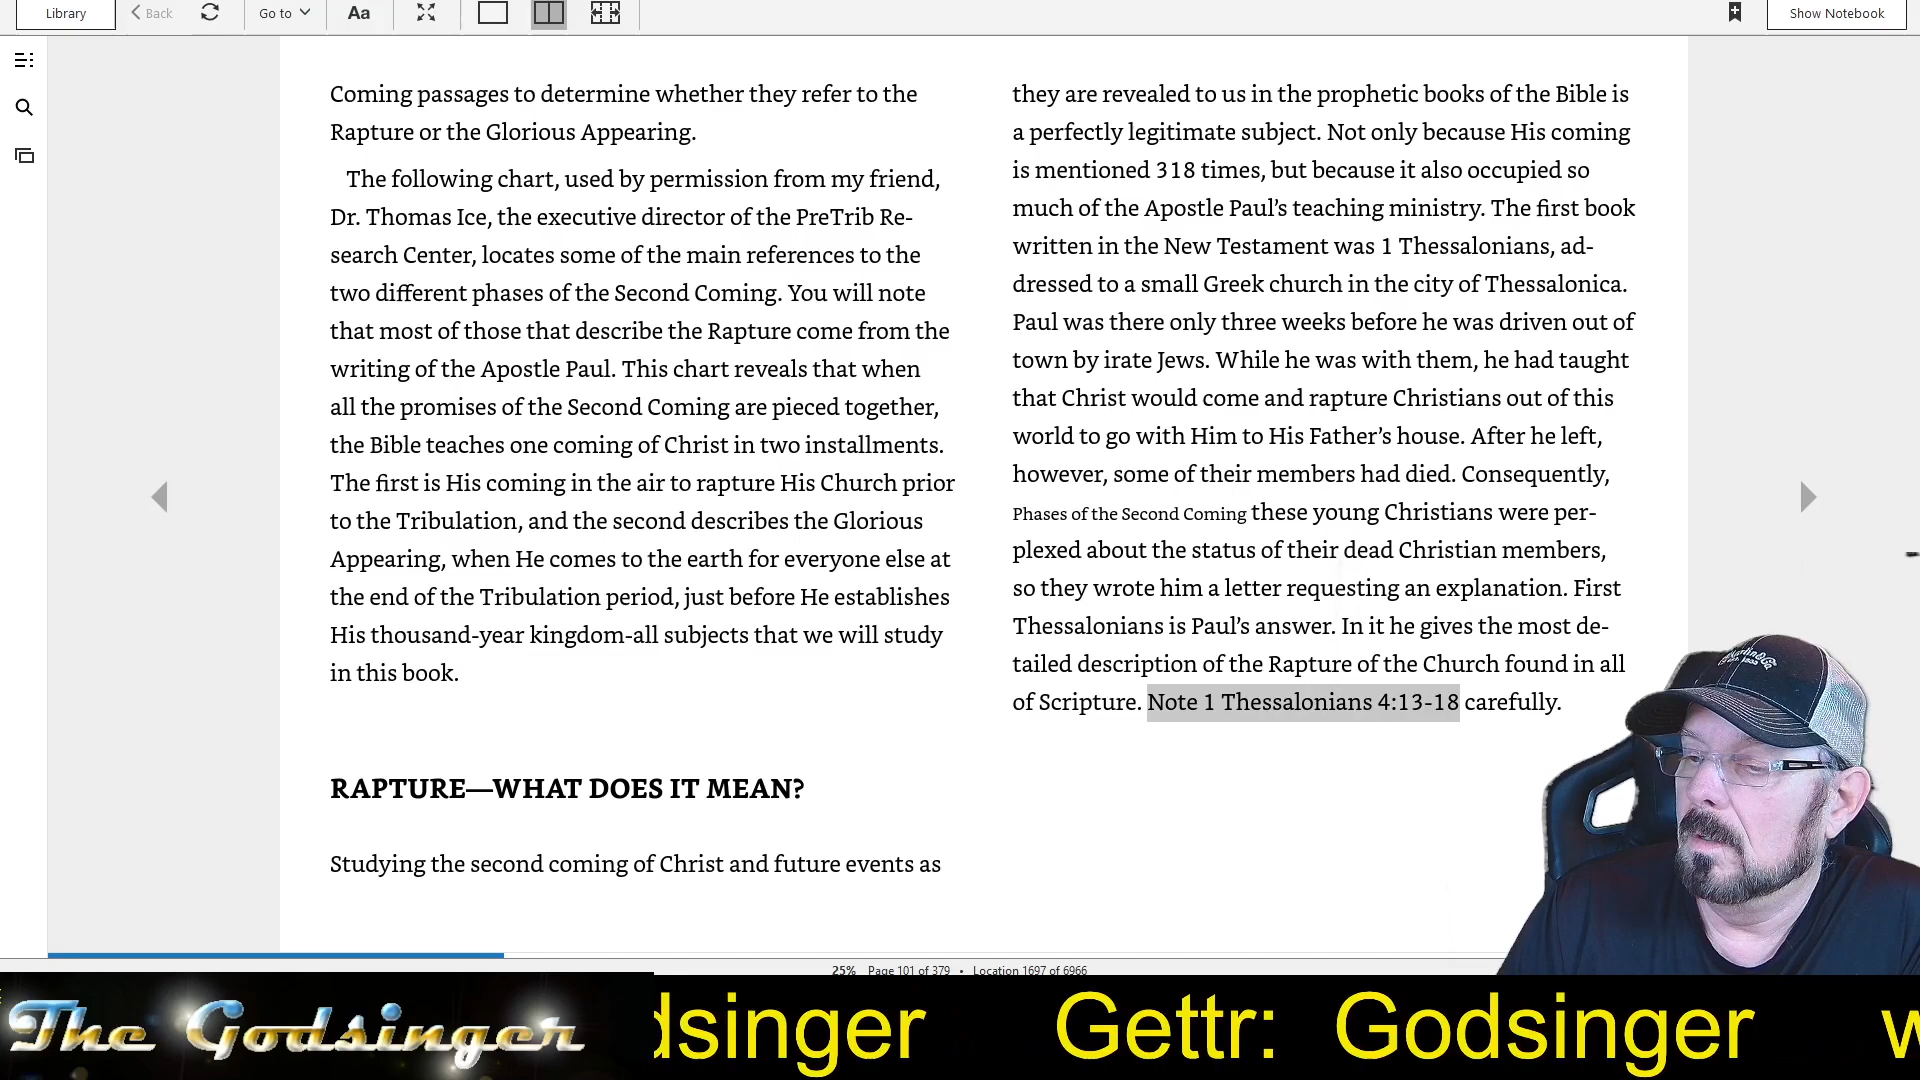 Library
Back
Go to
Aa
Show Notebook
Coming passages to determine whether they refer to the
Rapture or the Glorious Appearing.
The following chart, used by permission from my friend,
Dr. Thomas Ice, the executive director of the PreTrib Re-
search Center, locates some of the main references to the
two different phases of the Second Coming. You will note
that most of those that describe the Rapture come from the
writing of the Apostle Paul. This chart reveals that when
all the promises of the Second Coming are pieced together,
the Bible teaches one coming of Christ in two installments.
The first is His coming in the air to rapture His Church prior
to the Tribulation, and the second describes the Glorious
Appearing, when He comes to the earth for everyone else at
the end of the Tribulation period, just before He establishes
His thousand-year kingdom-all subjects that we will study
in this book.
RAPTURE—WHAT DOES IT MEAN?
Studying the second coming of Christ and future events as
they are revealed to us in the prophetic books of the Bible is
a perfectly legitimate subject. Not only because His coming
is mentioned 318 times, but because it also occupied so
much of the Apostle Paul's teaching ministry. The first book
written in the New Testament was 1 Thessalonians, ad-
dressed to a small Greek church in the city of Thessalonica.
Paul was there only three weeks before he was driven out of
town by irate Jews. While he was with them, he had taught
that Christ would come and rapture Christians out of this
world to go with Him to His Father's house. After he left,
however, some of their members had died. Consequently,
Phases of the Second Coming these young Christians were per-
plexed about the status of their dead Christian members,
so they wrote him a letter requesting an explanation. First
Thessalonians is Paul's answer. In it he gives the most de-
tailed description of the Rapture of the Church found in all
of Scripture. Note 1 Thessalonians 4:13-18 carefully.
25% Page 101 of 379 • Location 1697 of 6966
The Godsinger
dsinger Gettr: Godsinger w